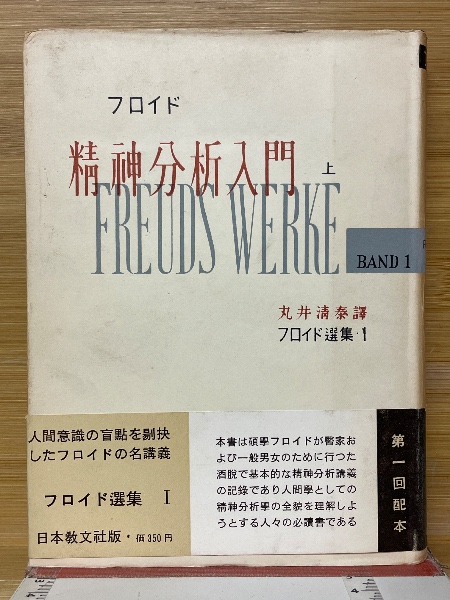 フロイド
精神分析入門 上
FREUDS WERKE
BAND 1
丸井清泰譯
フロイド選集・1
人間意識の盲點を剔抉
したフロイドの名講義
フロイド選集 I
日本教文社版・価350円
本書は碩學フロイドが醫家お
よび一般男女のために行つた
洒脱で基本的な精神分析講義
の記録であり人間學としての
精神分析學の全貌を理解しよ
うとする人々の必讀書である
第一回配本